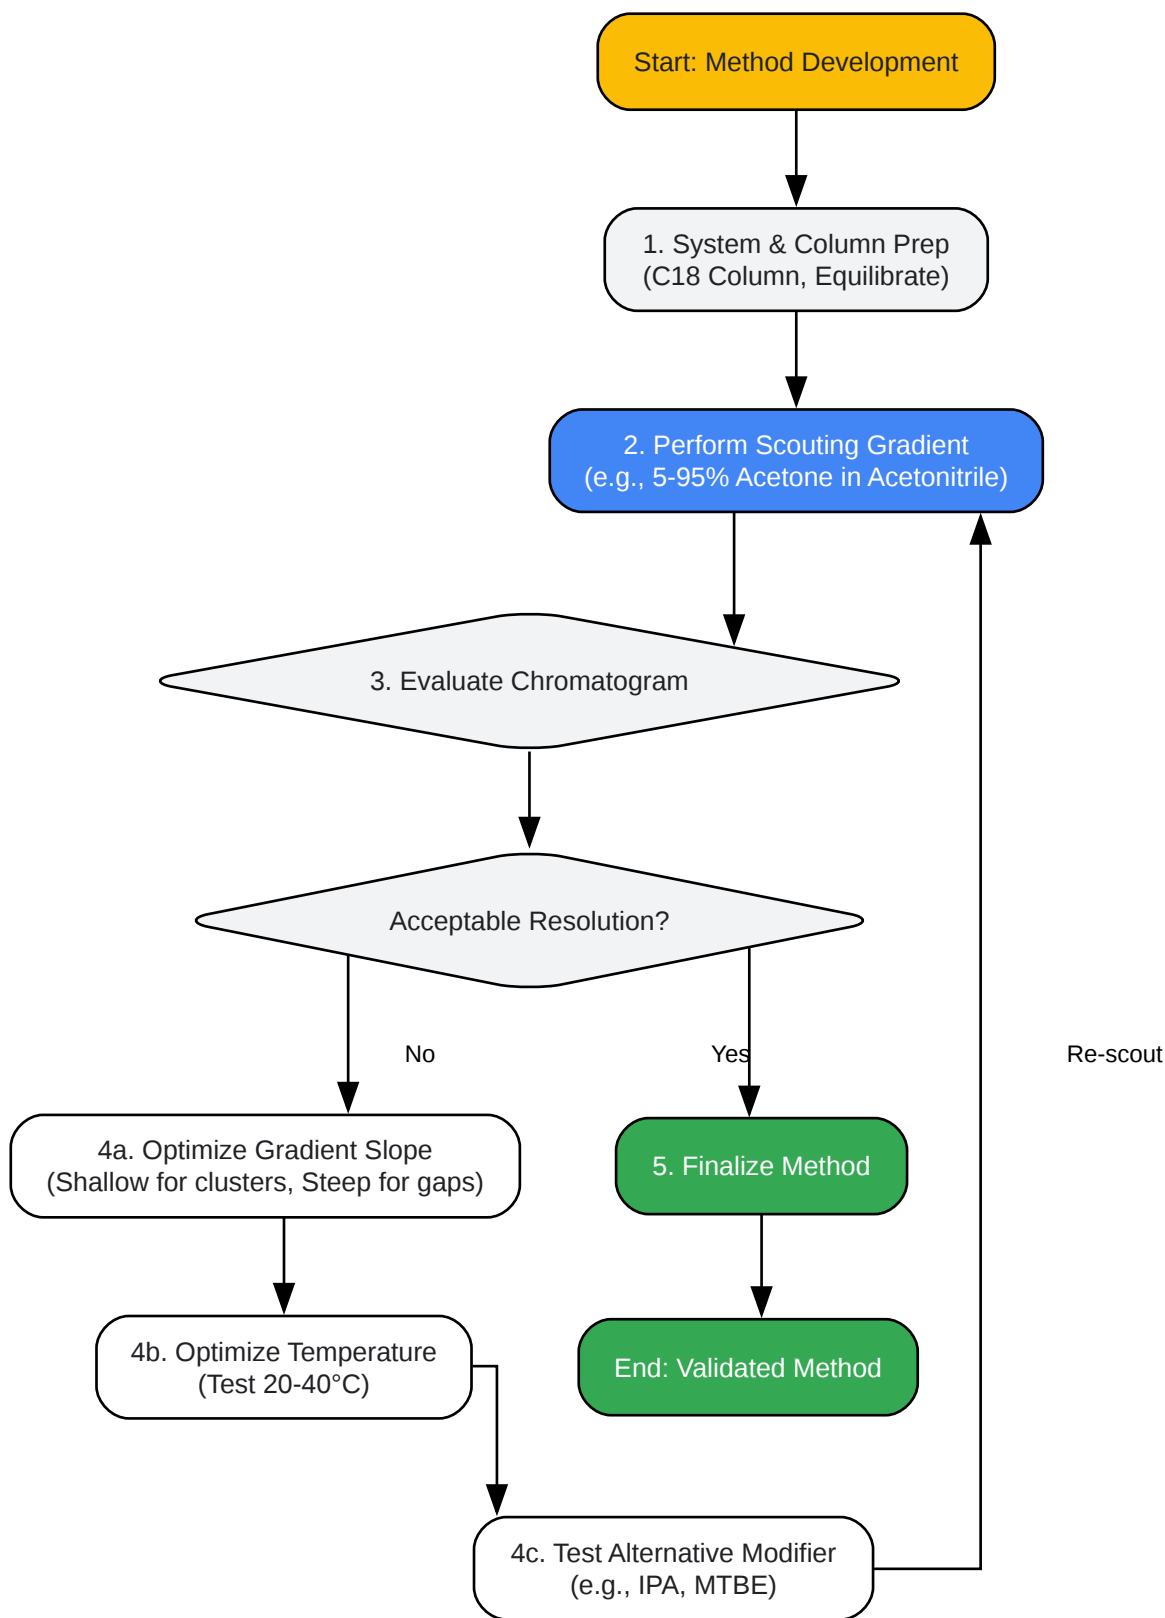 Start: Method Development
1. System & Column Prep
(C18 Column, Equilibrate)
2. Perform Scouting Gradient
(e.g., 5-95% Acetone in Acetonitrile)
3. Evaluate Chromatogram
Acceptable Resolution?
No
Yes
Re-scout
4a. Optimize Gradient Slope
(Shallow for clusters, Steep for gaps)
5. Finalize Method
4b. Optimize Temperature
(Test 20-40°C)
End: Validated Method
4c. Test Alternative Modifier
(e.g., IPA, MTBE)